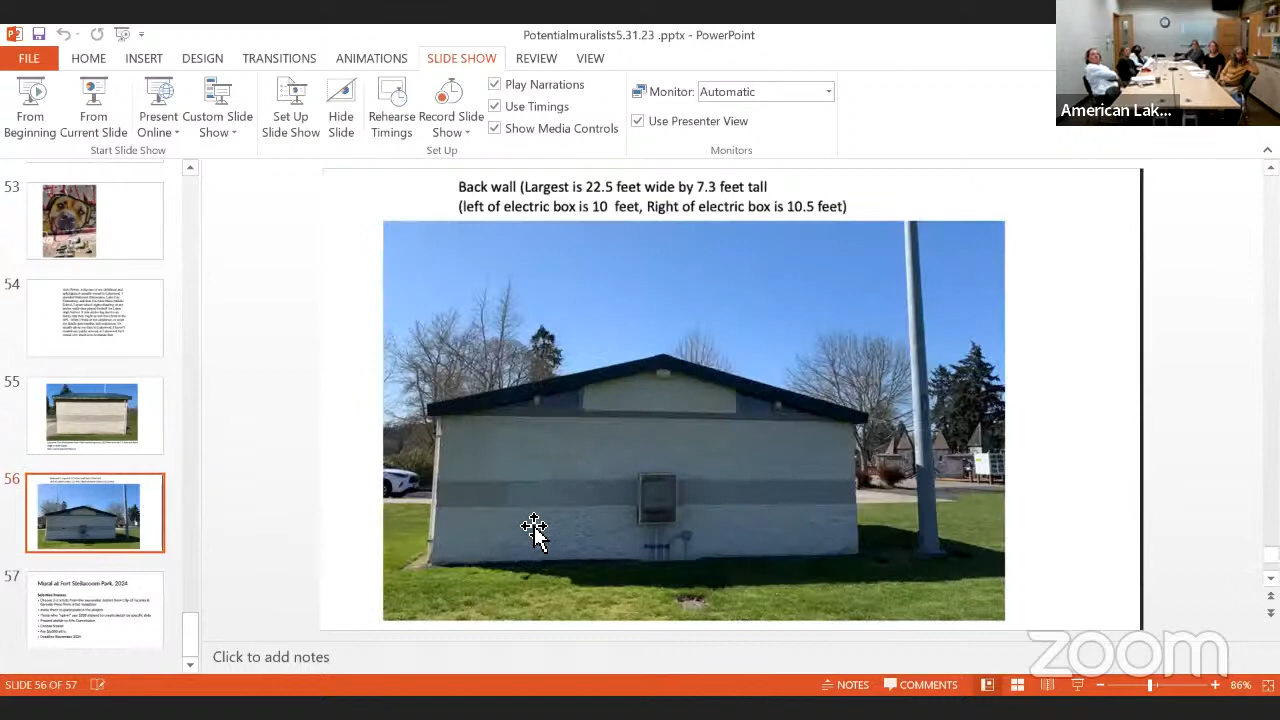 Potentialmuralists5.31.23 .pptx - PowerPoint
FILE
HOME
INSERT
DESIGN
TRANSITIONS
ANIMATIONS
SLIDE SHOW
REVIEW
VIEW
From Beginning
From Current Slide
Present Online
Custom Slide Show
Start Slide Show
Set Up Slide Show
Hide Slide
Rehearse Timings
Record Slide Show
Play Narrations
Use Timings
Show Media Controls
Set Up
Monitor: Automatic
Use Presenter View
Monitors
American Lak...
53
54
55
56
57
Mural at Fort Steilacoom Park, 2024
Back wall (Largest is 22.5 feet wide by 7.3 feet tall
(left of electric box is 10 feet, Right of electric box is 10.5 feet)
Click to add notes
zoom
SLIDE 56 OF 57
NOTES
COMMENTS
86%